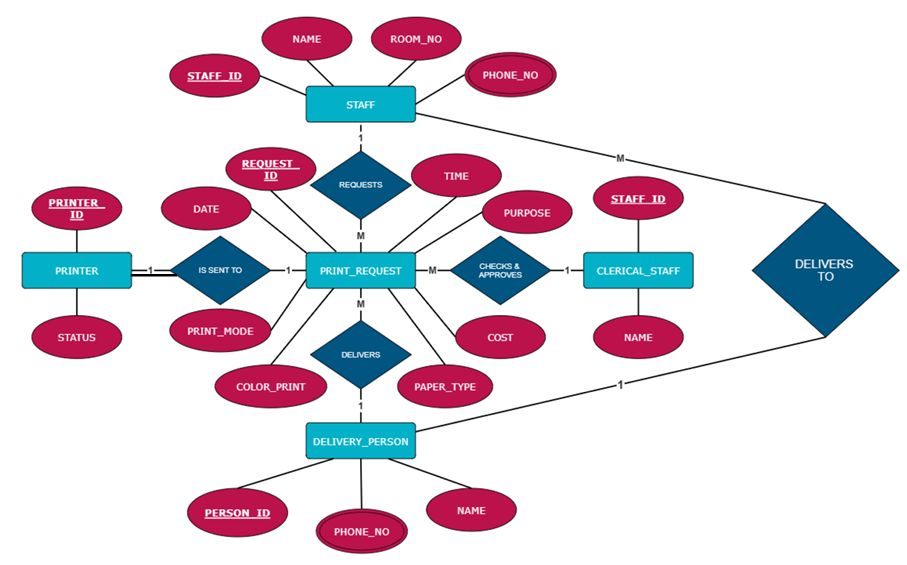 NAME
ROOM_NO
STAFF_ID
PHONE_NO
STAFF
1
M
REQUEST_
ID
REQUESTS
TIME
PRINTER_
ID
DATE
PURPOSE
STAFF_ID
M
PRINTER
1
IS SENT TO
1
PRINT_REQUEST
M
CHECKS &
APPROVES
1
CLERICAL_STAFF
DELIVERS
TO
M
STATUS
PRINT_MODE
COST
NAME
DELIVERS
COLOR_PRINT
PAPER_TYPE
1
1
DELIVERY_PERSON
PERSON_ID
PHONE_NO
NAME